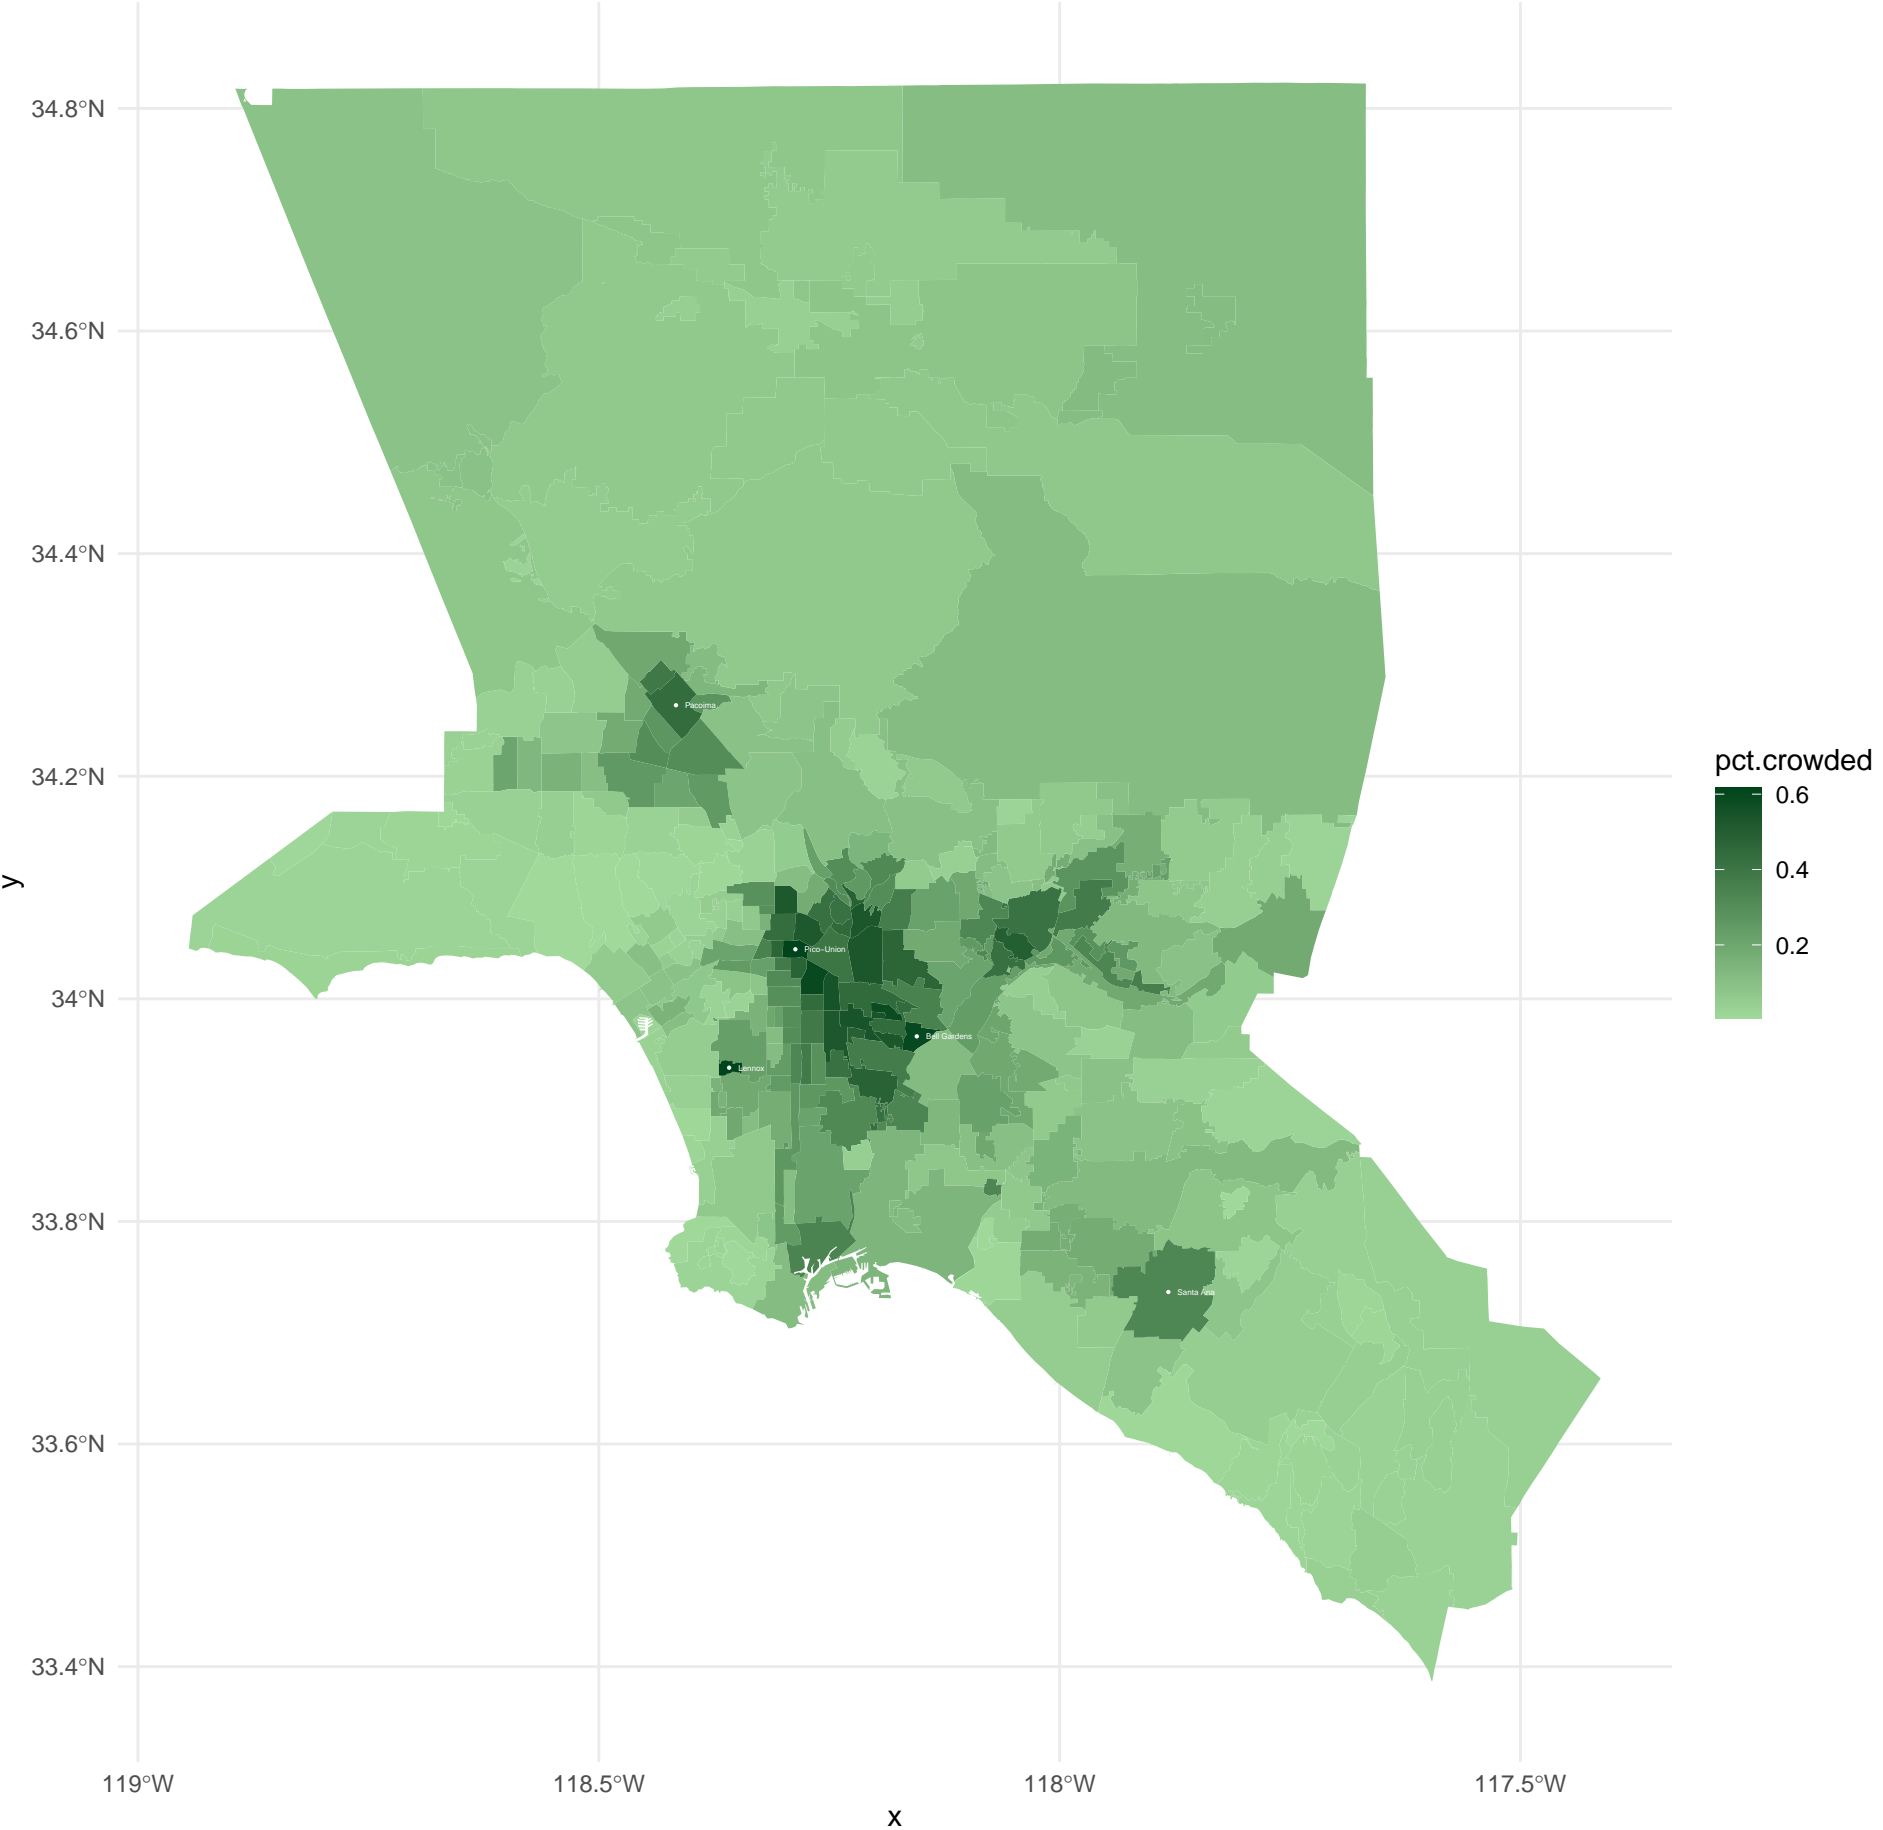 34.8°N
34.6°N
34.4°N
34.2°N
34°N
33.8°N
33.6°N
33.4°N
y
Pacoima
Pico-Union
Bell Gardens
Lennox
Santa Ana
pct.crowded
0.6
0.4
0.2
119°W
118.5°W
118°W
117.5°W
x